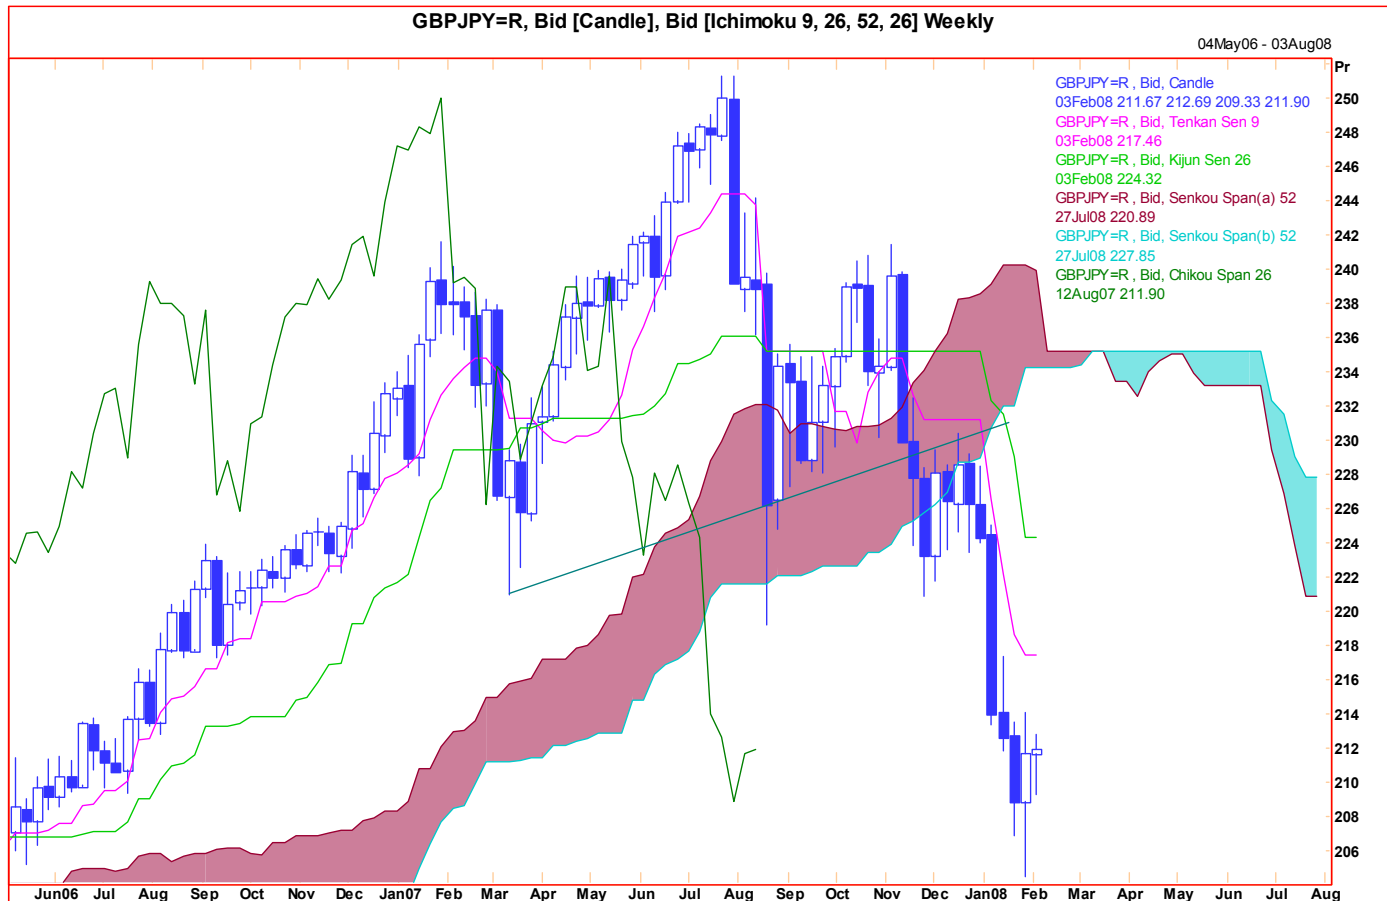 GBPJPY=R, Bid [Candle], Bid [Ichimoku 9, 26, 52, 26] Weekly
04May06 - 03Aug08
Pr
GBPJPY=R , Bid, Candle
03Feb08 211.67 212.69 209.33 211.90
GBPJPY=R , Bid, Tenkan Sen 9
03Feb08 217.46
GBPJPY=R , Bid, Kijun Sen 26
03Feb08 224.32
GBPJPY=R , Bid, Senkou Span(a) 52
27Jul08 220.89
GBPJPY=R , Bid, Senkou Span(b) 52
27Jul08 227.85
GBPJPY=R , Bid, Chikou Span 26
12Aug07 211.90
250
248
246
244
242
240
238
236
234
232
230
228
226
224
222
220
218
216
214
212
210
208
206
Jun06 Jul Aug Sep Oct Nov Dec Jan07 Feb Mar Apr May Jun Jul Aug Sep Oct Nov Dec Jan08 Feb Mar Apr May Jun Jul Aug